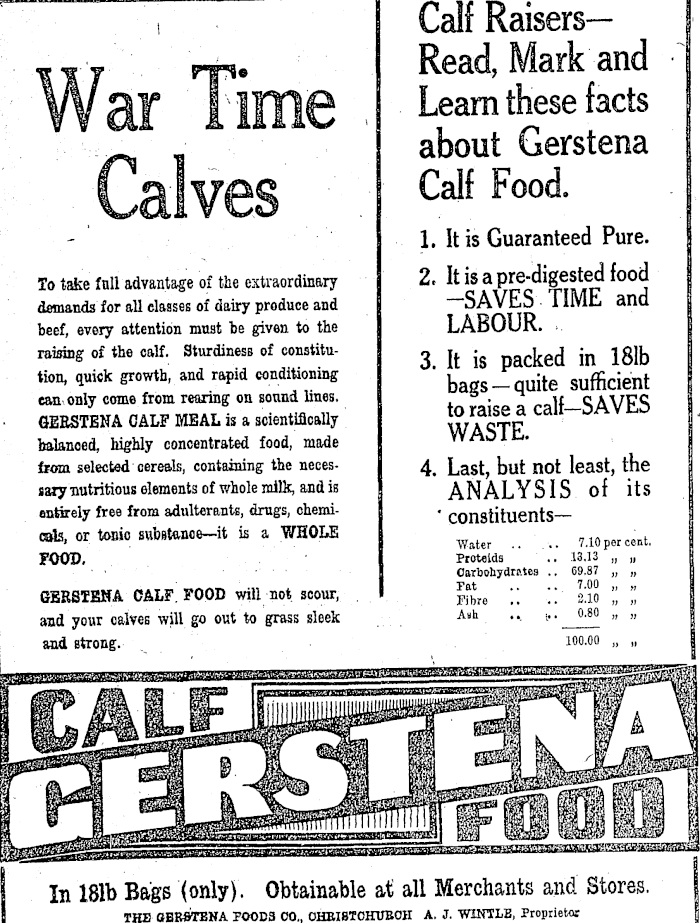 War Time
Calves
To take full advantage of the extraordinary
demands for all classes of dairy produce and
beef, every attention must be given to the
raising of the calf. Sturdiness of constitu-
tion, quick growth, and rapid conditioning
can only come from rearing on sound lines.
GERSTENA CALF MEAL is a scientifically
balanced, highly concentrated food, made
from selected cereals, containing the neces-
sary nutritious elements of whole milk, and is
entirely free from adulterants, drugs, chemi-
cals, or tonic substance—it is a WHOLE
FOOD.
GERSTENA CALF FOOD will not scour,
and your calves will go out to grass sleek
and strong.
Calf Raisers—
Read, Mark and
Learn these facts
about Gerstena
Calf Food.
1. It is Guaranteed Pure.
2. It is a pre-digested food
—SAVES TIME and
LABOUR.
3. It is packed in 18lb
bags — quite sufficient
to raise a calf—SAVES
WASTE.
4. Last, but not least, the
ANALYSIS of its
constituents—
Water .. .. 7.10 per cent.
Proteids .. 13.13 „ „
Carbohydrates .. 69.87 „ „
Fat .. .. 7.00 „ „
Fibre .. .. 2.10 „ „
Ash .. .. 0.80 „ „
100.00 „ „
CALF
GERSTENA
FOOD
In 18lb Bags (only). Obtainable at all Merchants and Stores.
THE GERSTENA FOODS CO., CHRISTCHURCH A. J. WINTLE, Proprietor